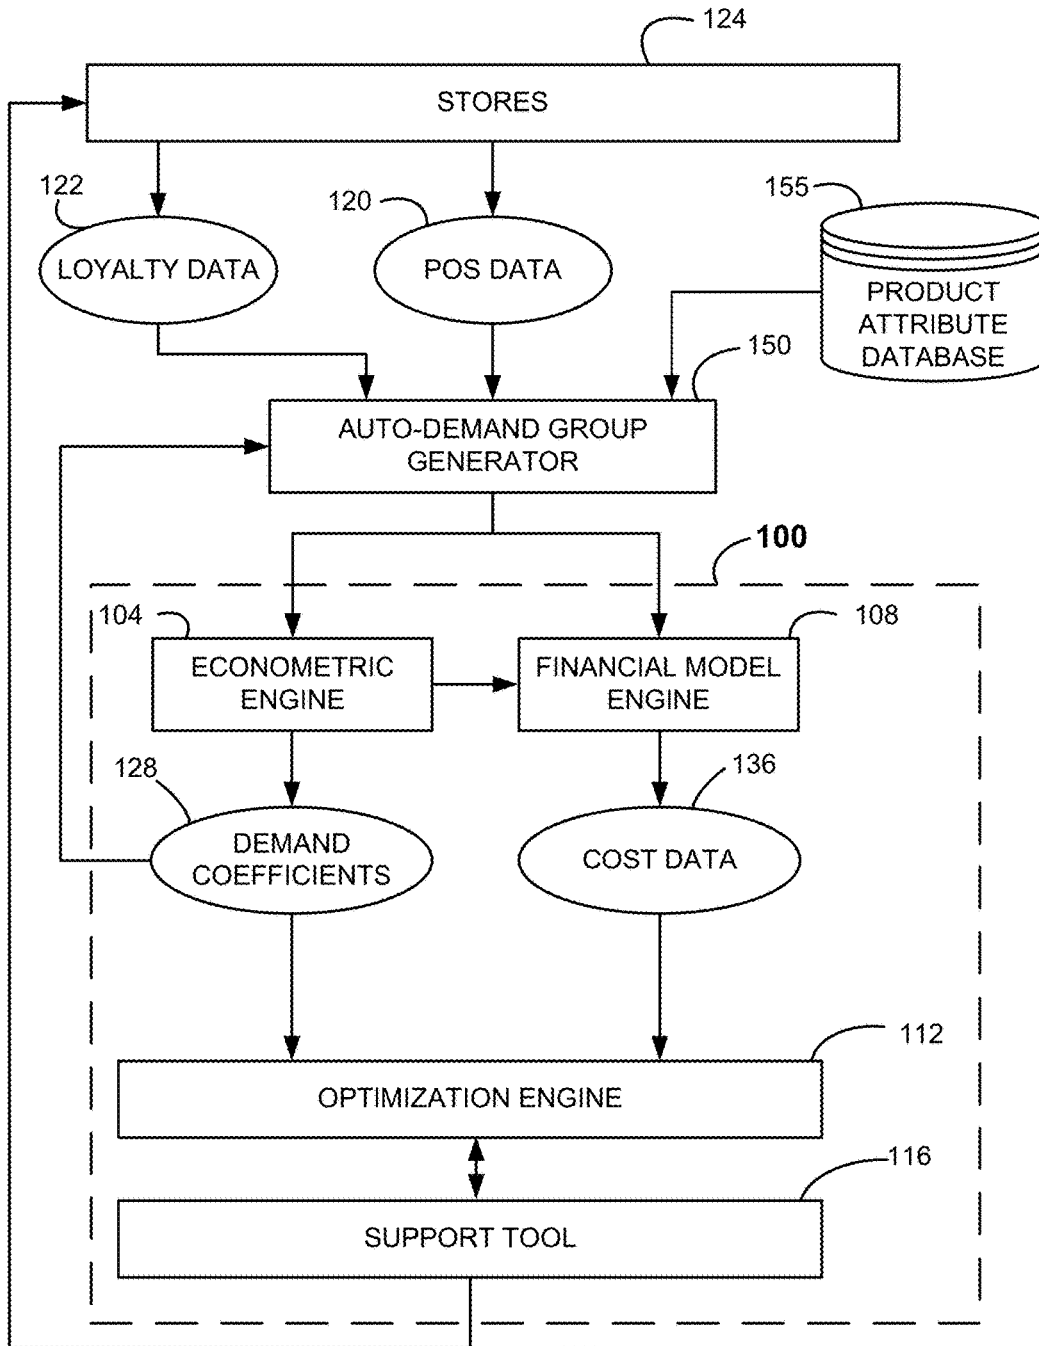 124
STORES
122
120
155
LOYALTY DATA
POS DATA
PRODUCT
ATTRIBUTE
DATABASE
150
AUTO-DEMAND GROUP
GENERATOR
100
104
108
ECONOMETRIC
ENGINE
FINANCIAL MODEL
ENGINE
128
136
DEMAND
COEFFICIENTS
COST DATA
112
OPTIMIZATION ENGINE
116
SUPPORT TOOL